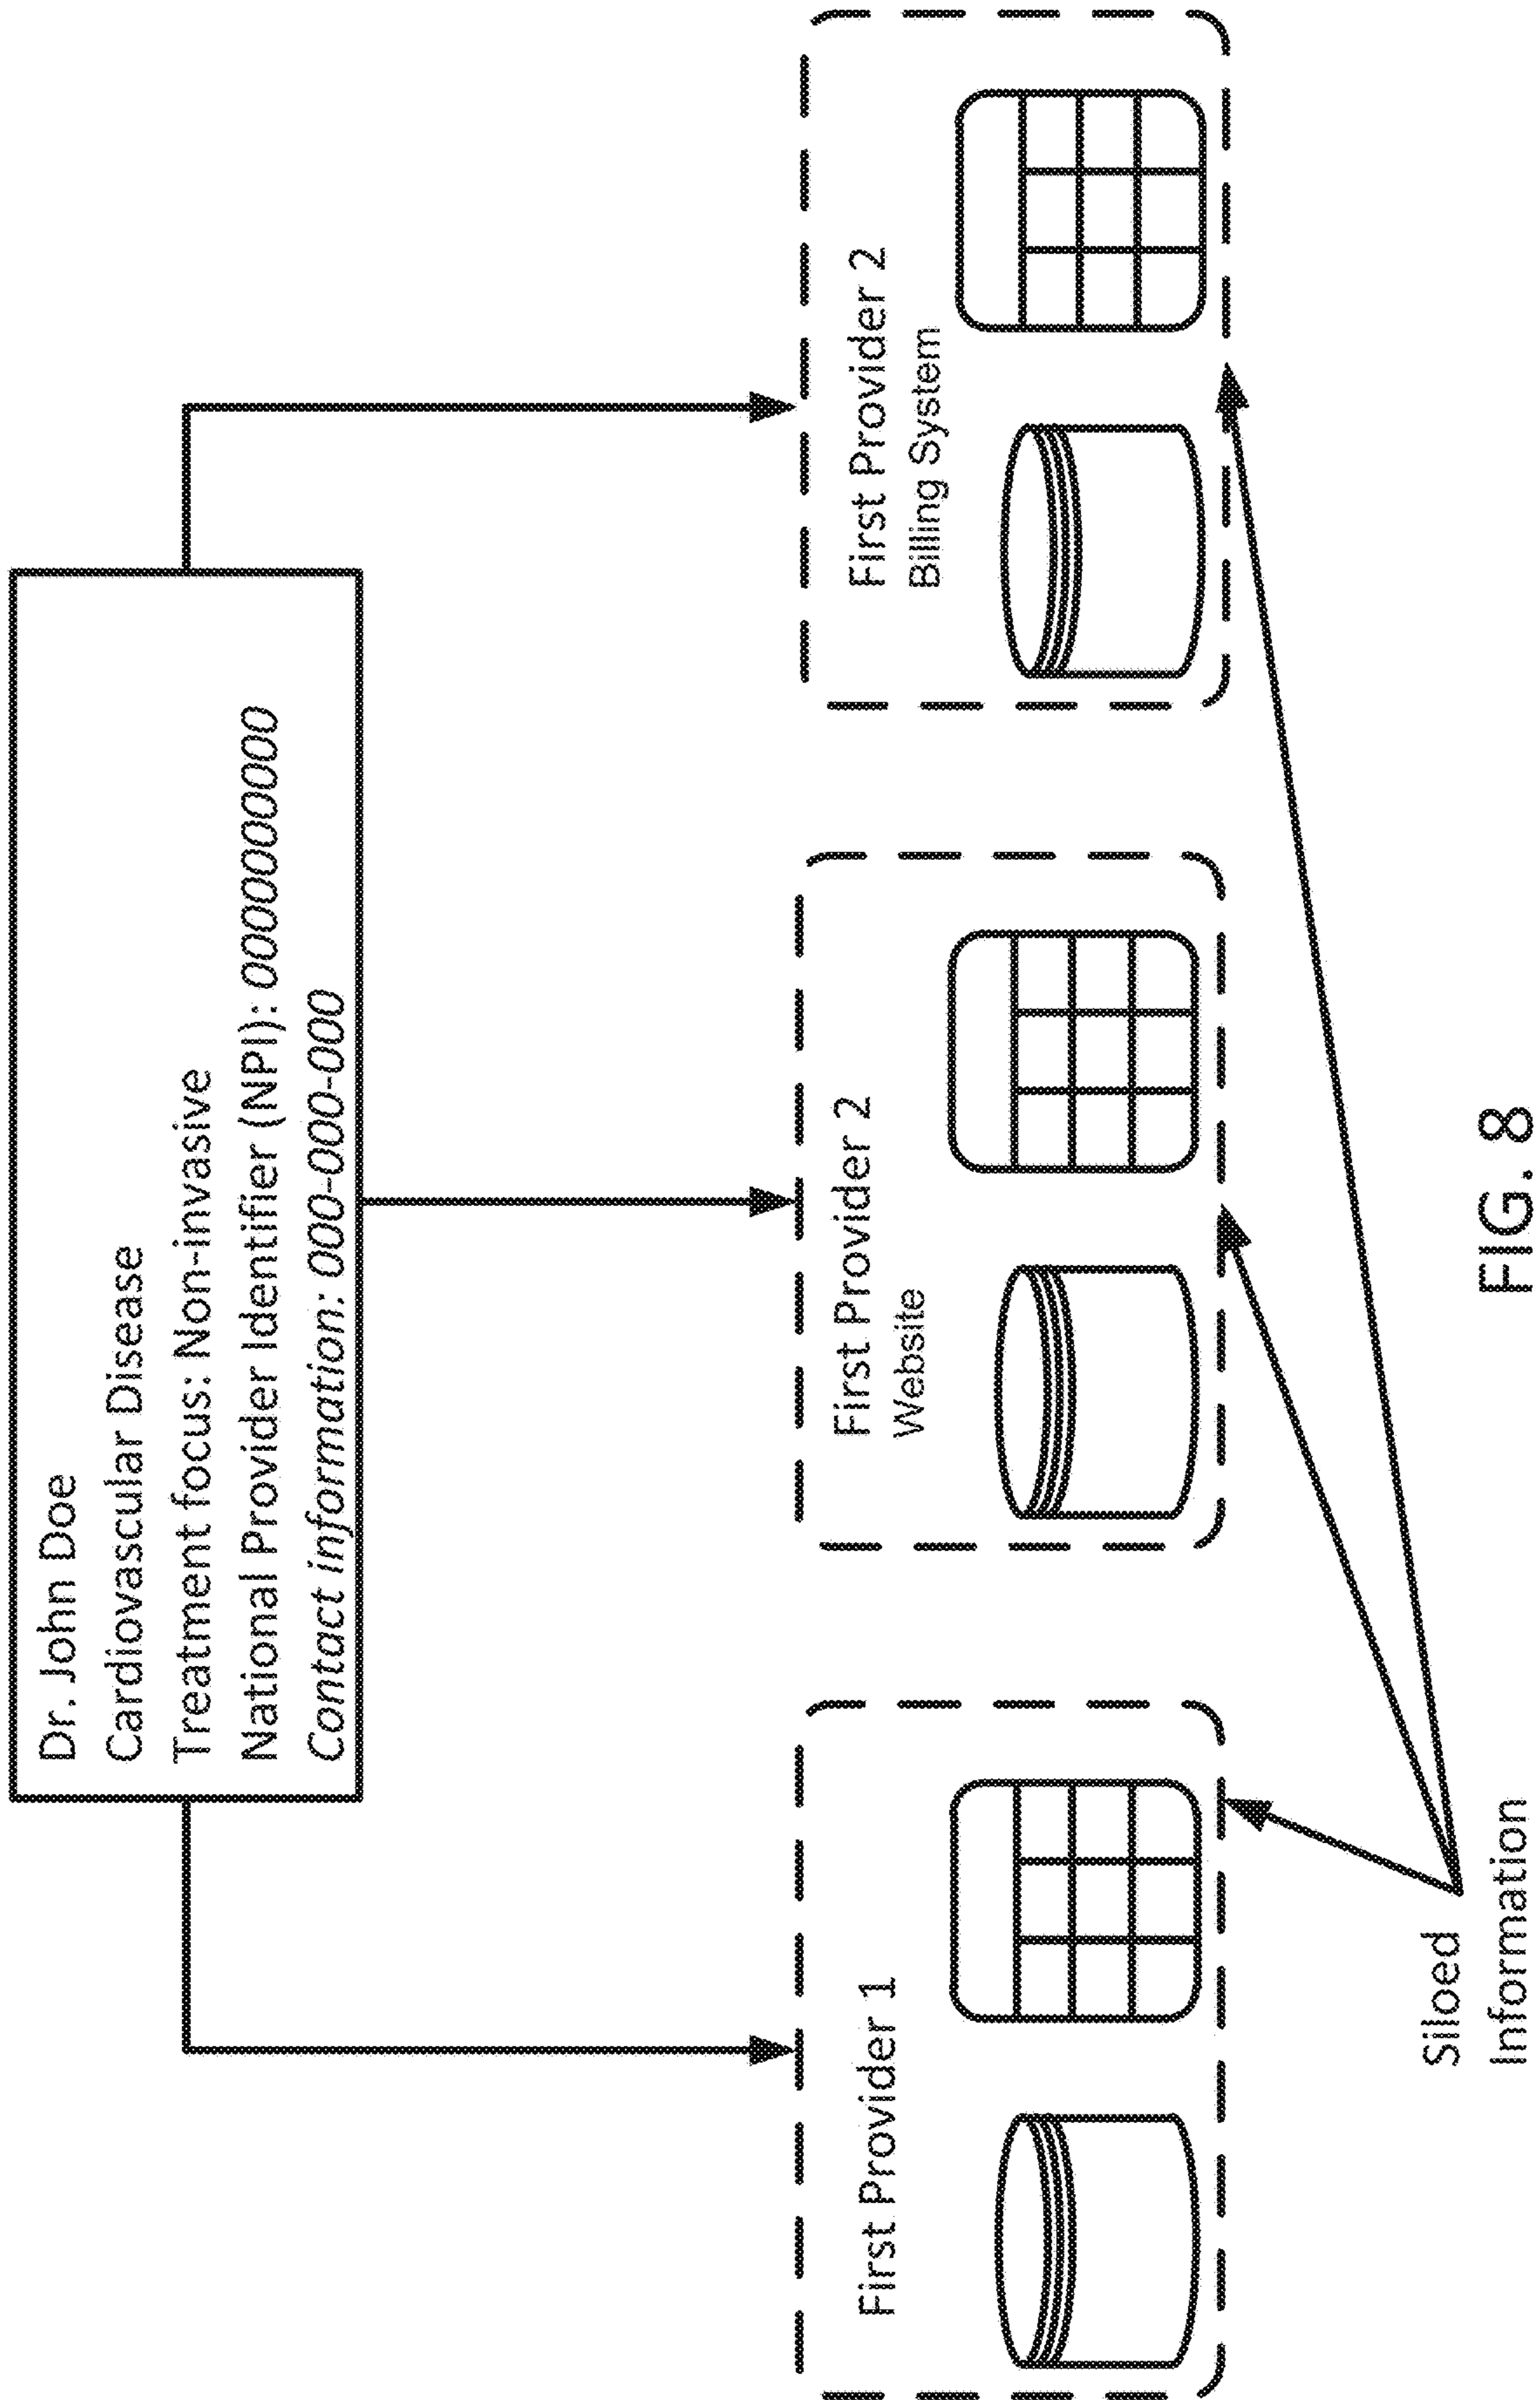 Dr. John Doe
Cardiovascular Disease
Treatment focus: Non-invasive
National Provider Identifier (NPI): 0000000000
Contact information: 000-000-000
First Provider 1
First Provider 2
Website
First Provider 2
Billing System
Siloed
Information
FIG. 8